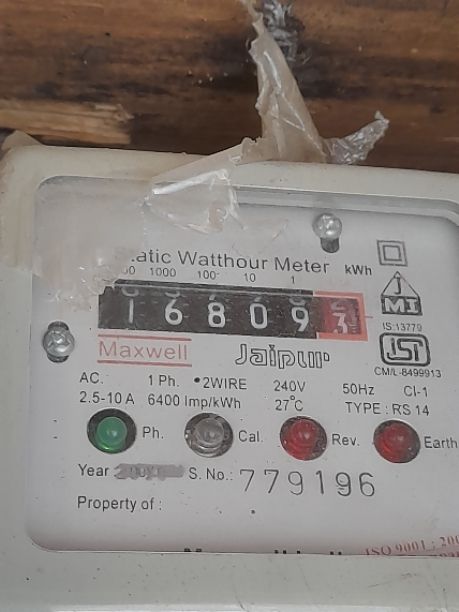 Watthour Meter kWh
1000 100 10 1
1 6 8 0 9 3
JMI
IS:13779
ISI
CM/L-8499913
Maxwell Jaipur
AC. 1 Ph. •2WIRE 240V 50Hz Cl-1
2.5-10 A 6400 Imp/kWh 27°C TYPE : RS 14
Ph. Cal. Rev. Earth
Year S. No.: 779196
Property of :
ISO 9001 :